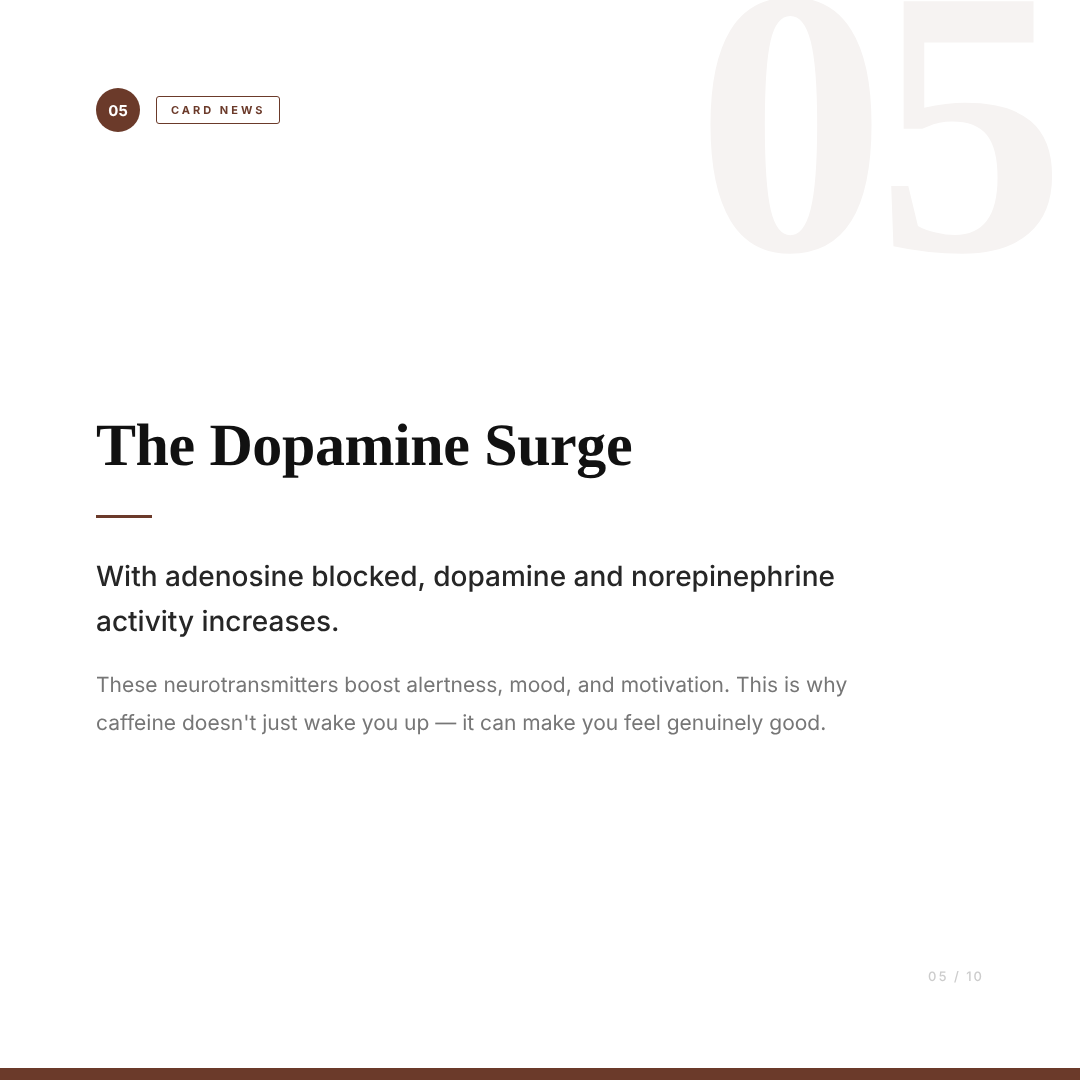 05
05
CARD NEWS
The Dopamine Surge
With adenosine blocked, dopamine and norepinephrine
activity increases.
These neurotransmitters boost alertness, mood, and motivation. This is why
caffeine doesn't just wake you up — it can make you feel genuinely good.
05 / 10